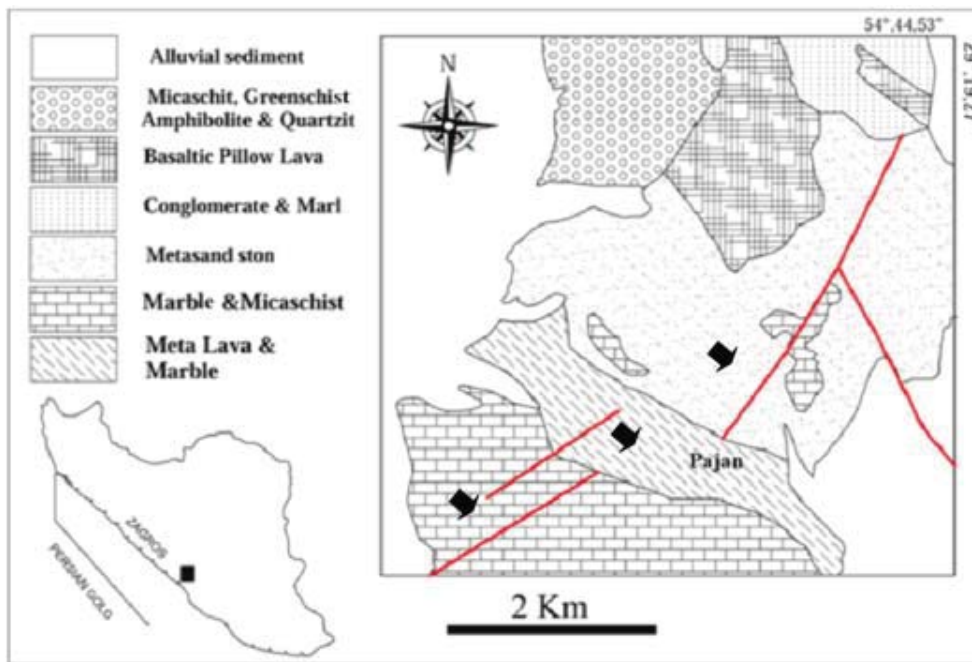 Alluvial sediment
Micaschit, Greenschist
Amphibolite & Quartzit
Basaltic Pillow Lava
Conglomerate & Marl
Metasand ston
Marble &Micaschist
Meta Lava &
Marble
ZAGROS
PERSIAN GOLG
54°,44,53"
N
Pajan
2 Km